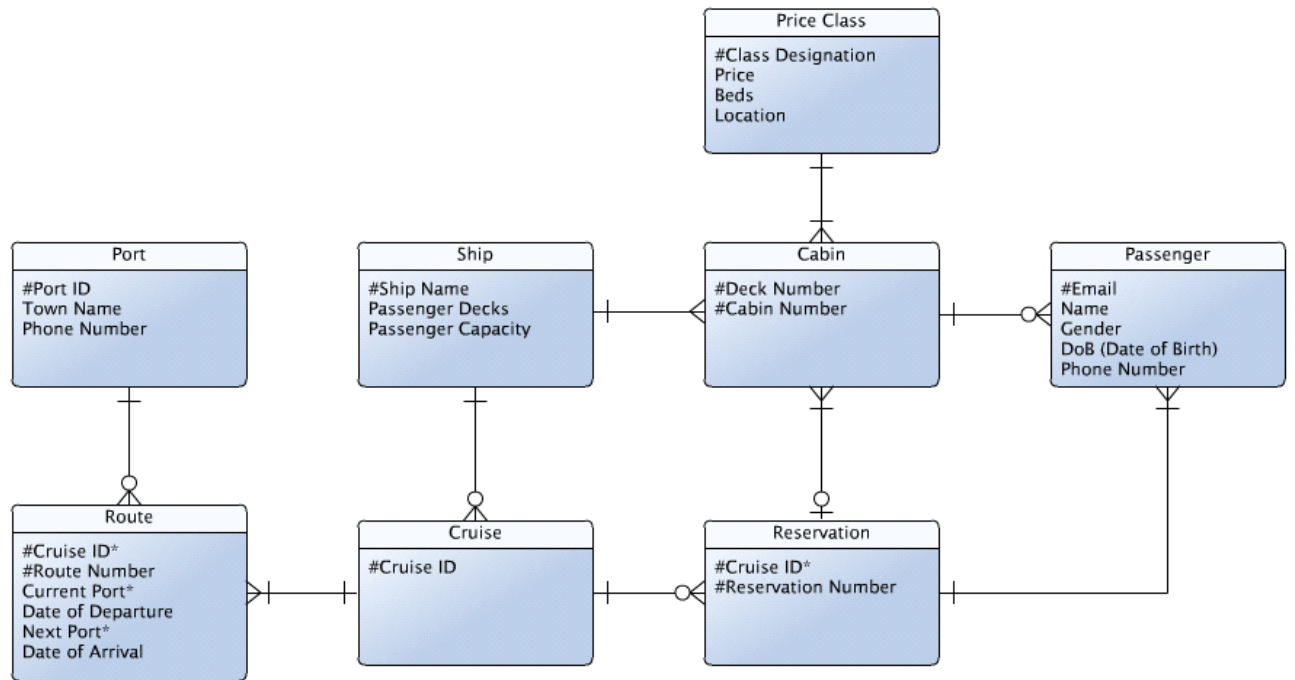 Price Class
#Class Designation
Price
Beds
Location
Port
#Port ID
Town Name
Phone Number
Ship
#Ship Name
Passenger Decks
Passenger Capacity
Cabin
#Deck Number
#Cabin Number
Passenger
#Email
Name
Gender
DoB (Date of Birth)
Phone Number
Route
#Cruise ID*
#Route Number
Current Port*
Date of Departure
Next Port*
Date of Arrival
Cruise
#Cruise ID
Reservation
#Cruise ID*
#Reservation Number